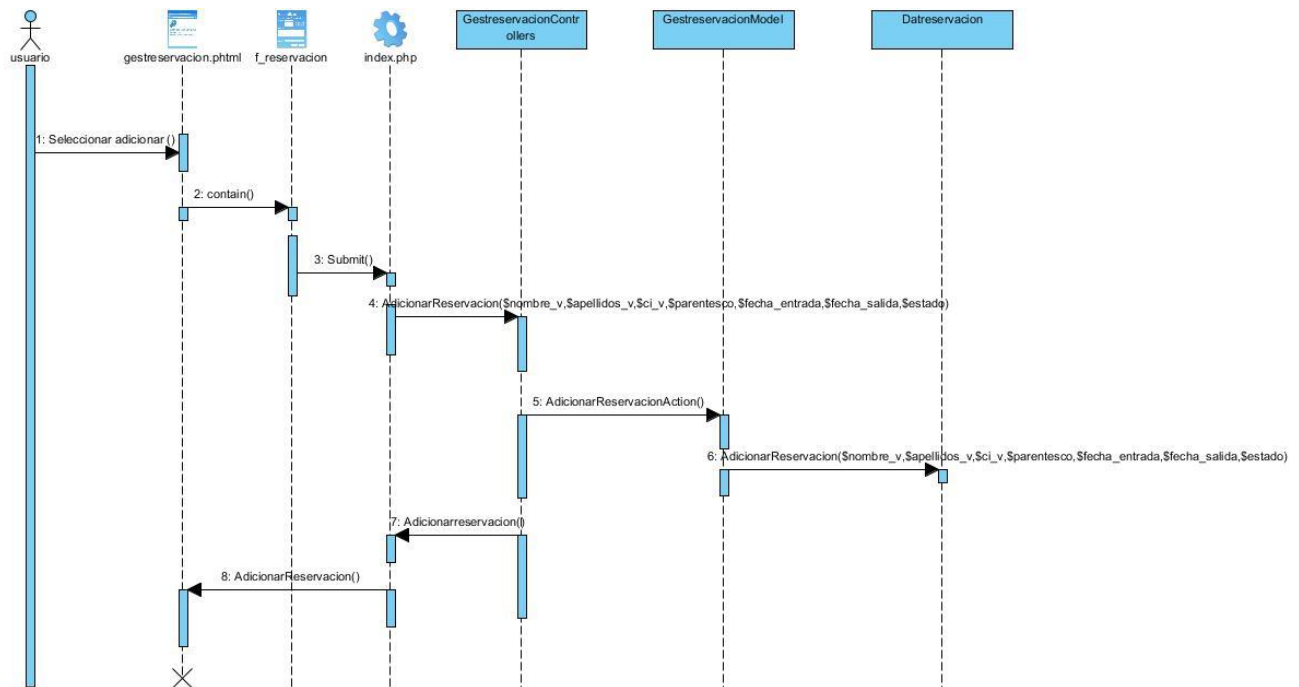 GestreservacionContr
ollers
GestreservacionModel
Datreservacion
usuario
gestreservacion.phtml
f_reservacion
index.php
1: Seleccionar adicionar ()
2: contain()
3: Submit()
4: AdicionarReservacion($nombre_v,$apellidos_v,$ci_v,$parentesco,$fecha_entrada,$fecha_salida,$estado)
5: AdicionarReservacionAction()
6: AdicionarReservacion($nombre_v,$apellidos_v,$ci_v,$parentesco,$fecha_entrada,$fecha_salida,$estado)
7: Adicionarreservacion()
8: AdicionarReservacion()